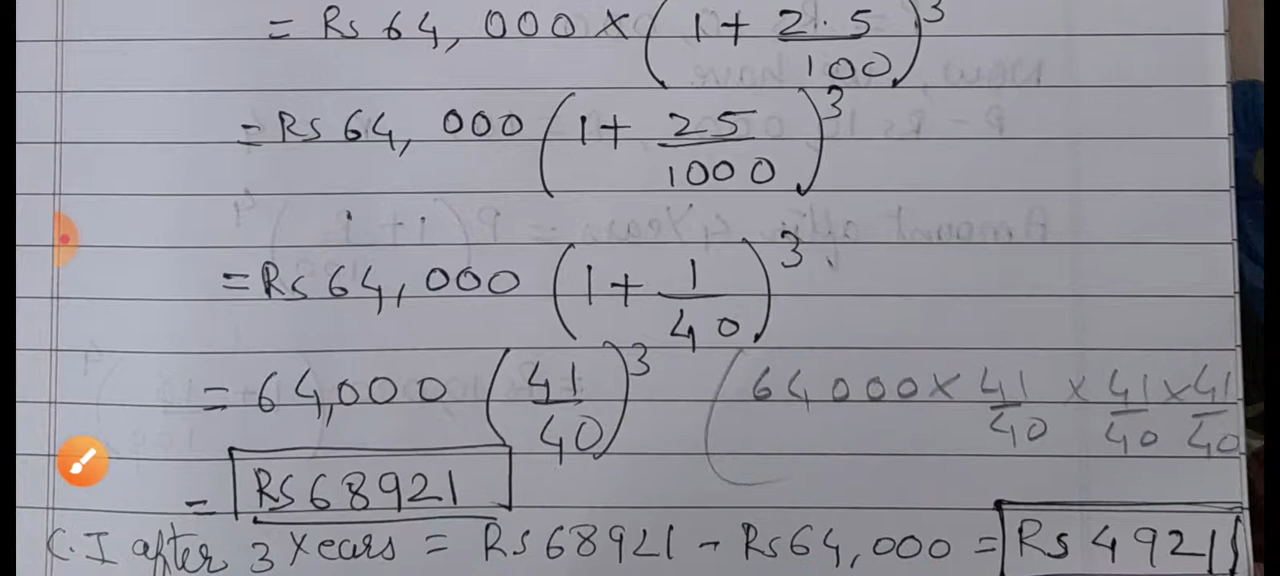 = Rs 64,000 × (1 + 2.5/100)^3
= Rs 64,000 (1 + 25/1000)^3
= Rs 64,000 (1 + 1/40)^3
= 64,000 (41/40)^3 (64000 × 41/40 × 41/40 × 41/40
= Rs 68921
C.I after 3 Years = Rs 68921 - Rs 64,000 = Rs 4921